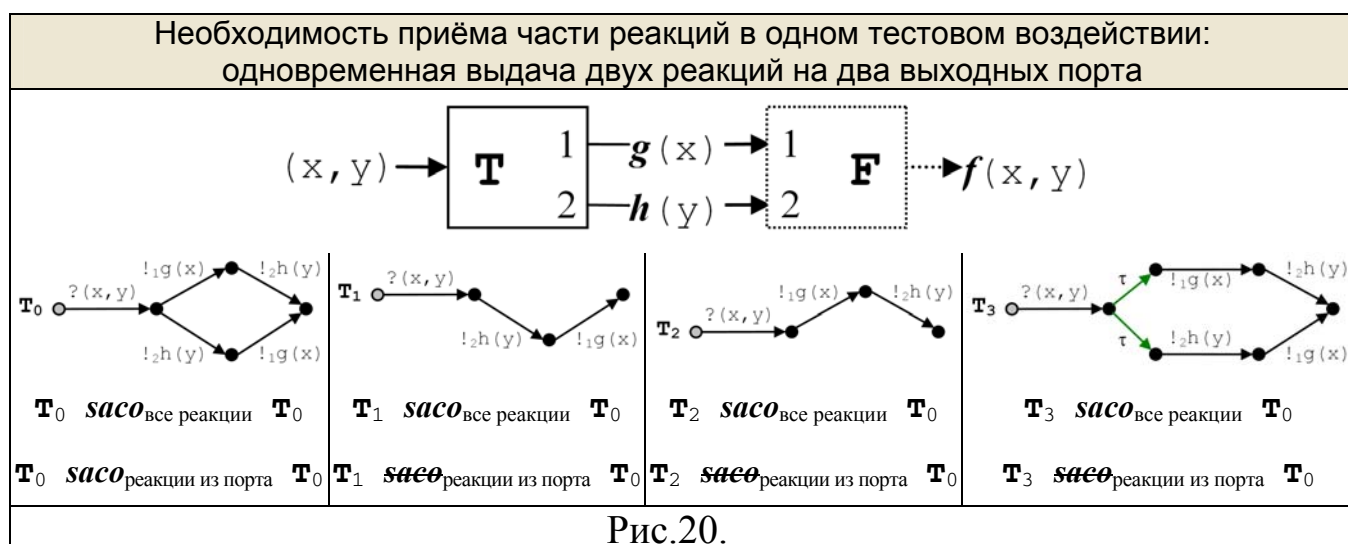 Необходимость приёма части реакций в одном тестовом воздействии:
одновременная выдача двух реакций на два выходных порта
(x,y) T 1 g(x) 1 F f(x,y)
2 h(y) 2
T₀ ?(x,y) !₁g(x) !₂h(y) !₂h(y) !₁g(x)
T₁ ?(x,y) !₂h(y) !₁g(x)
T₂ ?(x,y) !₁g(x) !₂h(y)
T₃ ?(x,y) τ !₁g(x) !₂h(y) τ !₂h(y) !₁g(x)
T₀ saco все реакции T₀
T₀ saco реакции из порта T₀
T₁ saco все реакции T₀
T₁ saco реакции из порта T₀
T₂ saco все реакции T₀
T₂ saco реакции из порта T₀
T₃ saco все реакции T₀
T₃ saco реакции из порта T₀
Рис.20.